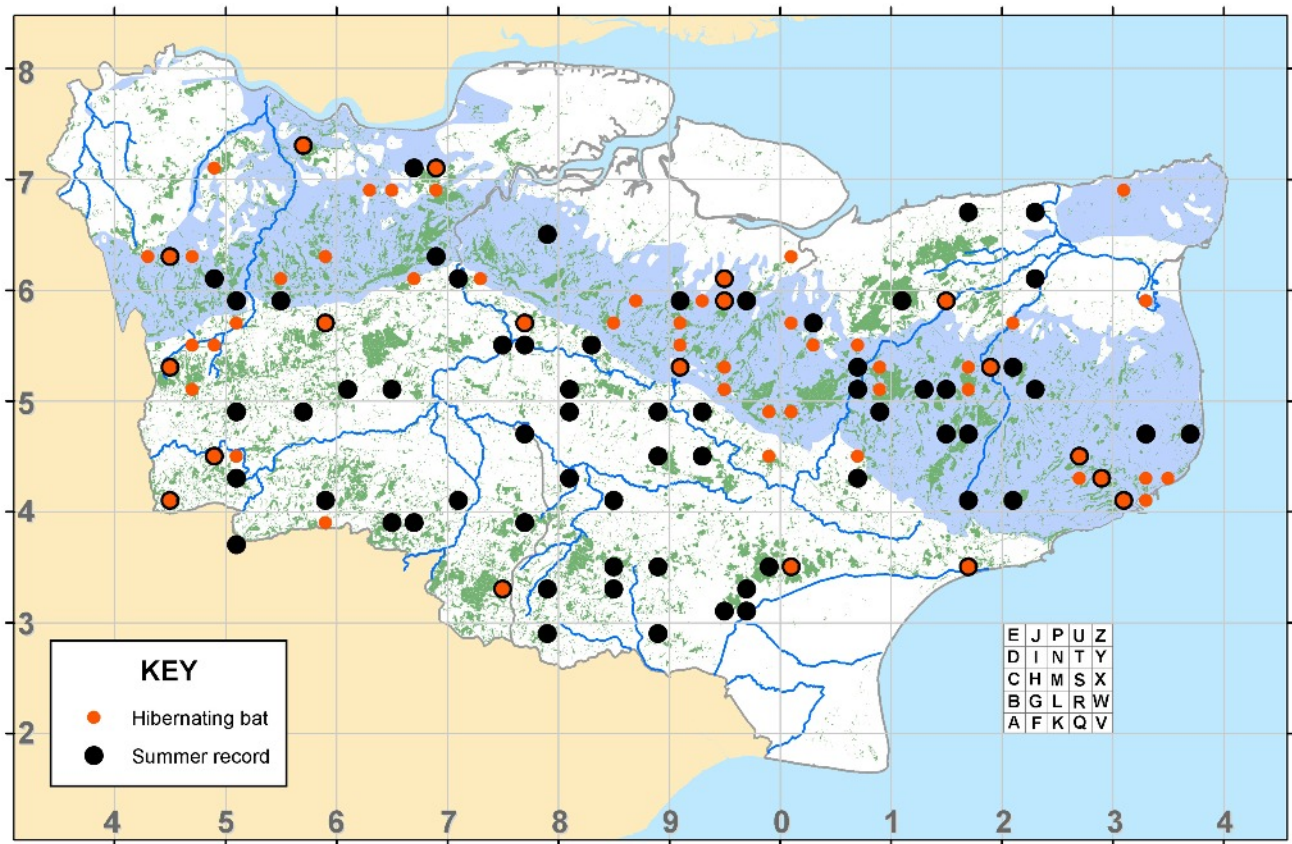 8
7
6
5
4
3
2
E J P U Z
D I N T Y
C H M S X
B G L R W
A F K Q V
KEY
Hibernating bat
Summer record
4 5 6 7 8 9 0 1 2 3 4